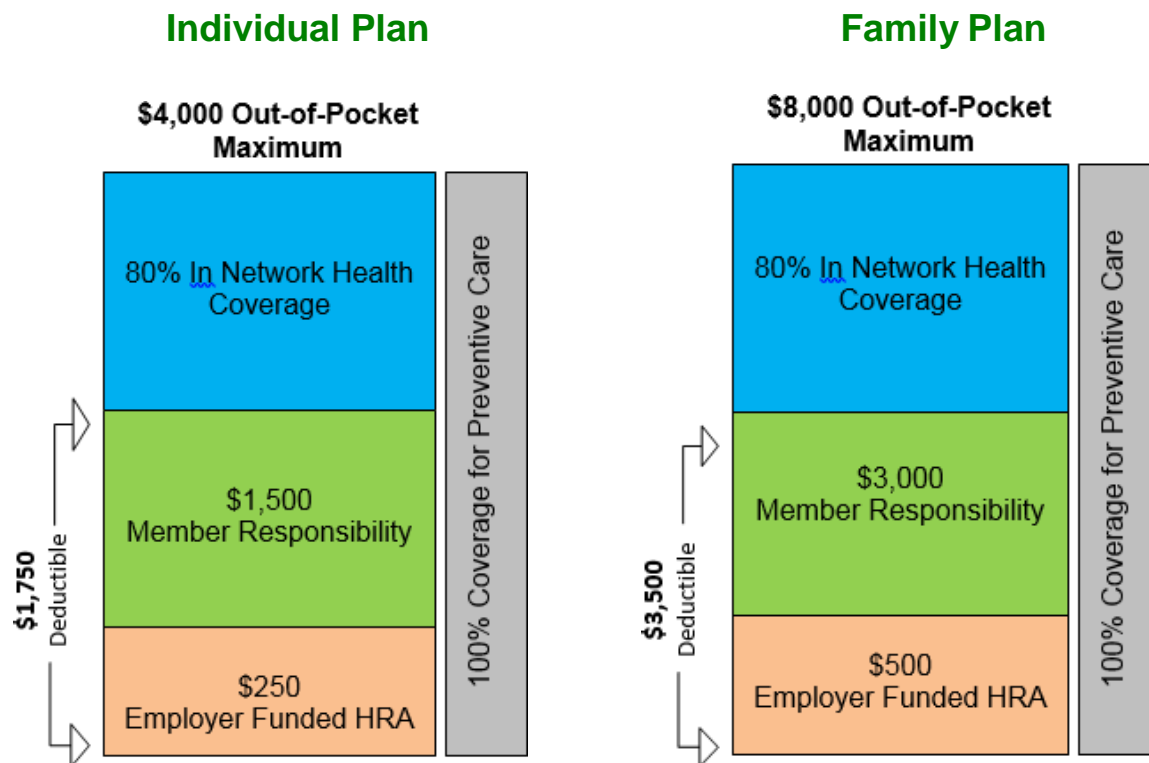 Individual Plan
$4,000 Out-of-Pocket
Maximum
80% In Network Health
Coverage
$1,500
Member Responsibility
$250
Employer Funded HRA
$1,750
Deductible
100% Coverage for Preventive Care
Family Plan
$8,000 Out-of-Pocket
Maximum
80% In Network Health
Coverage
$3,000
Member Responsibility
$500
Employer Funded HRA
$3,500
Deductible
100% Coverage for Preventive Care